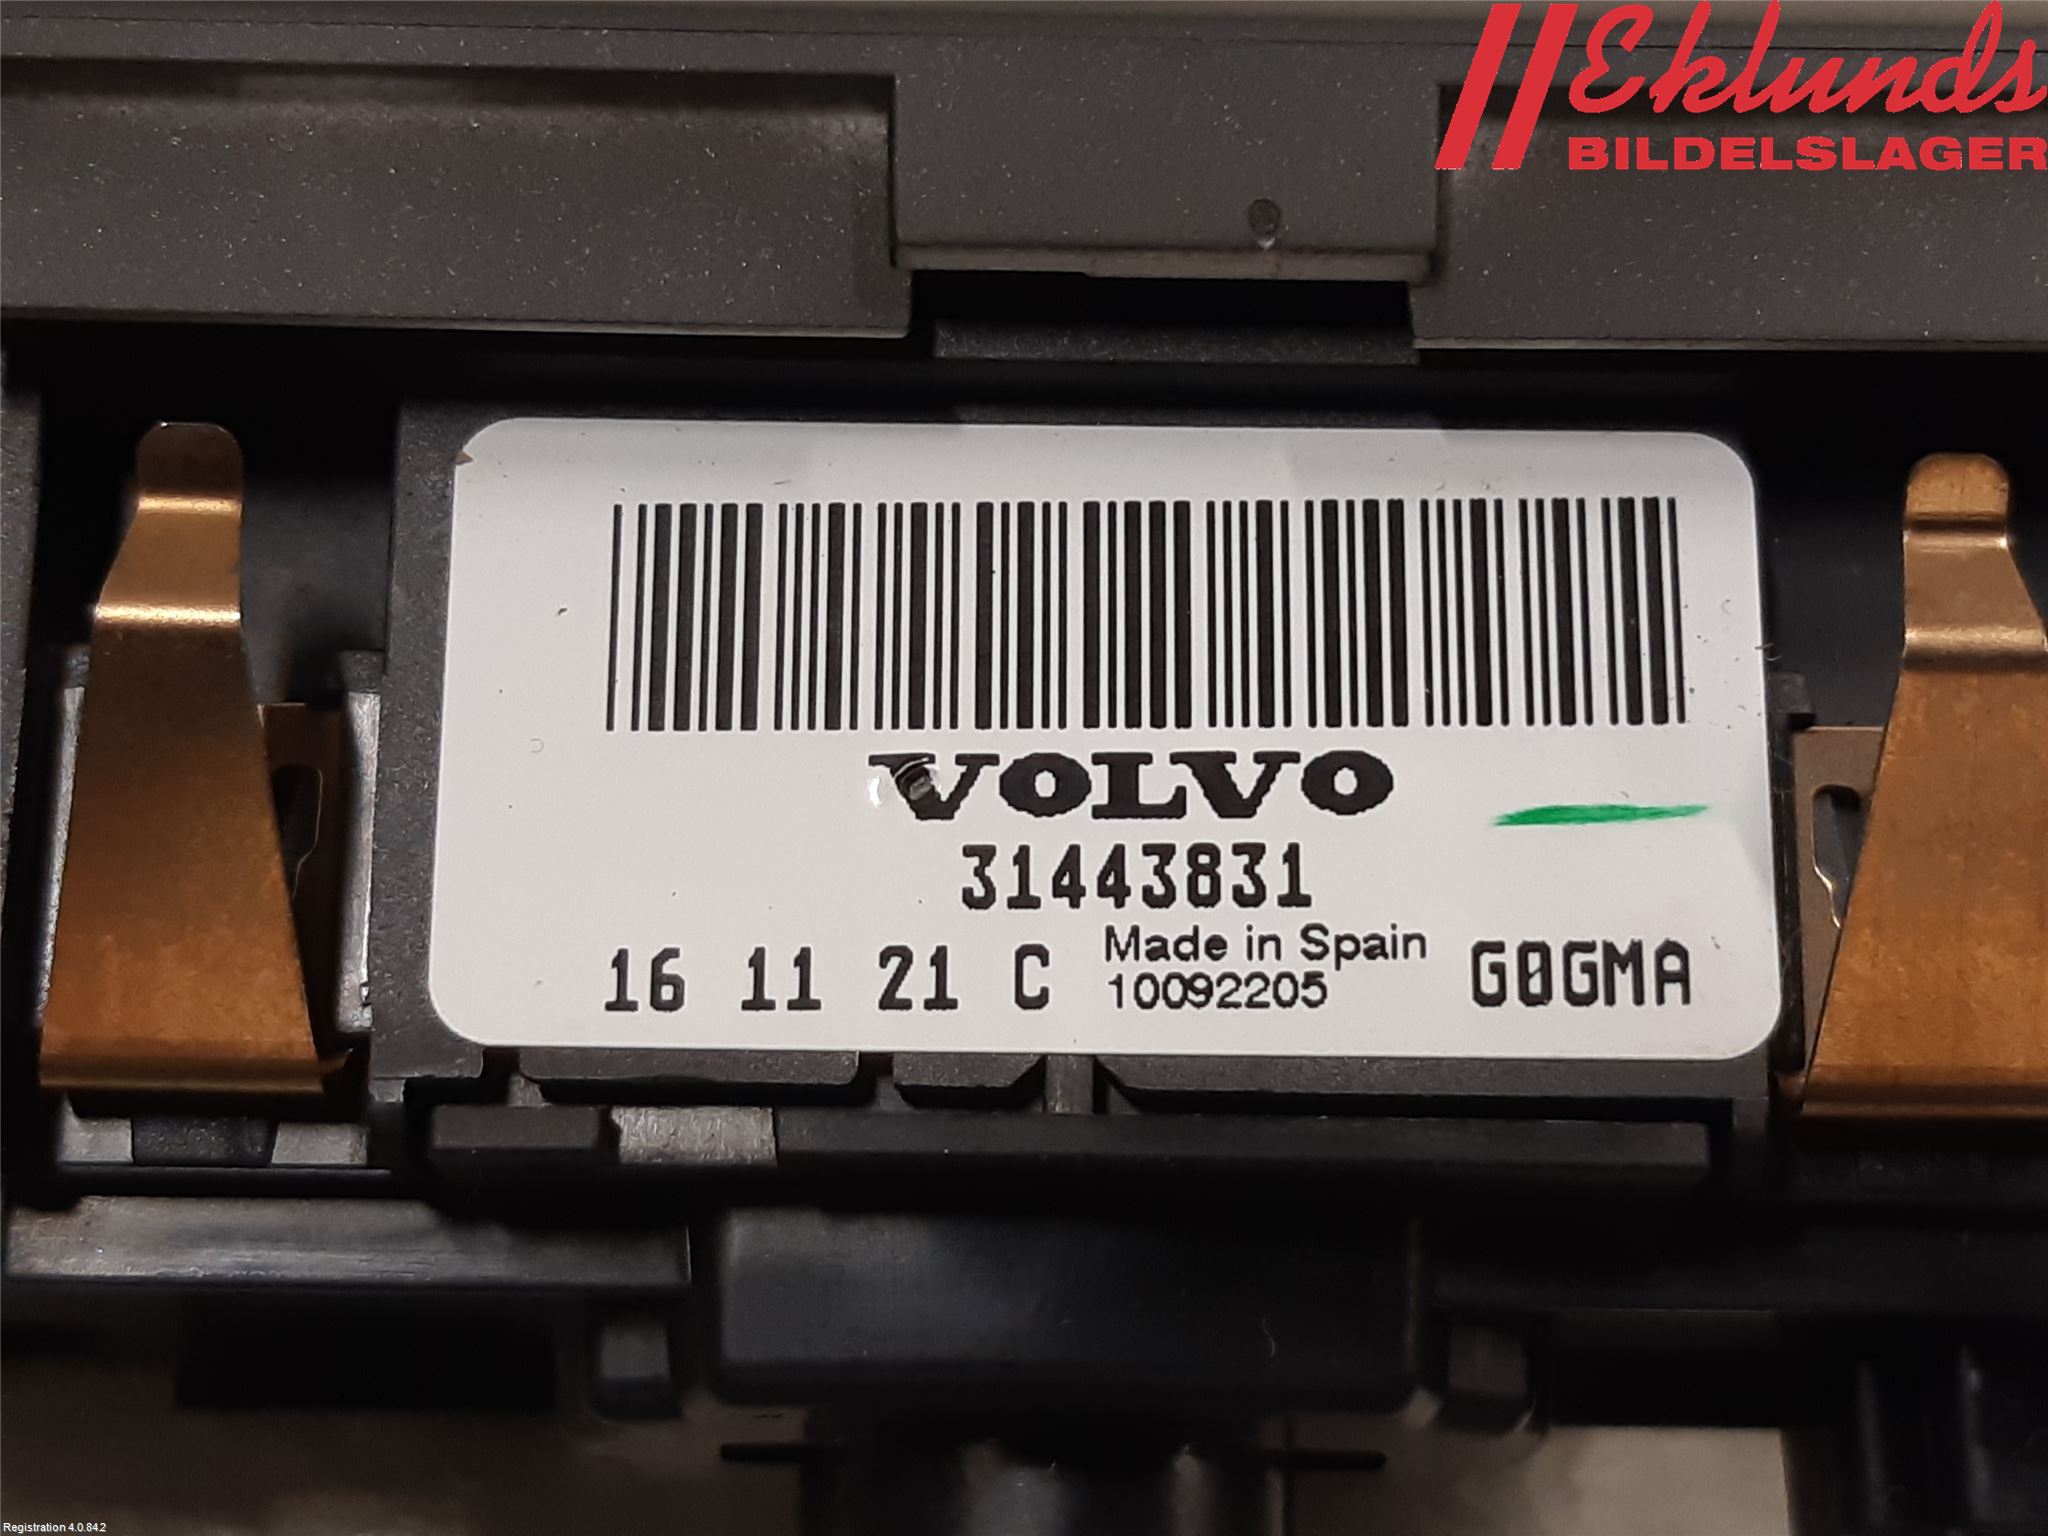 Eklunds
BILDELSLAGER
VOLVO
31443831
Made in Spain
16 11 21 C 10092205 G0GMA
Registration 4.0.84.2